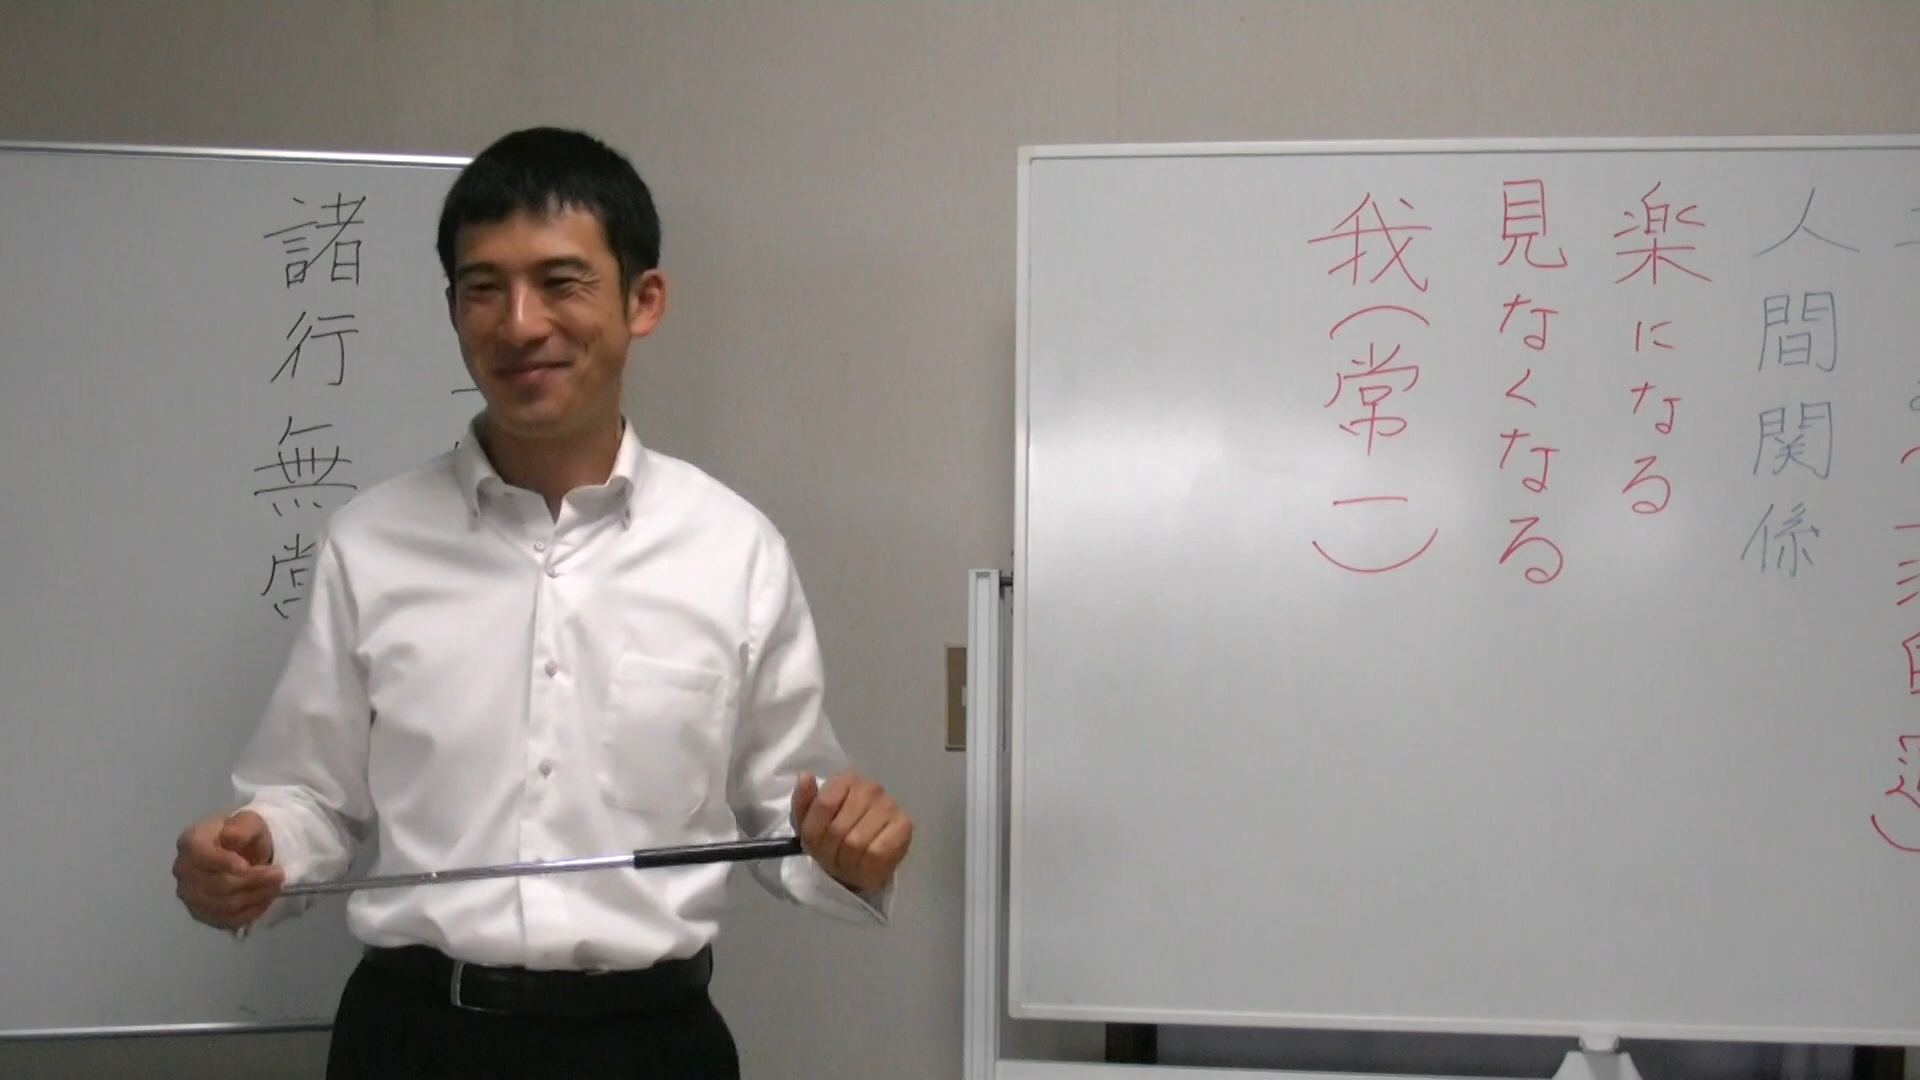 人間関係
楽になる
見なくなる
我(常一)
諸行無常